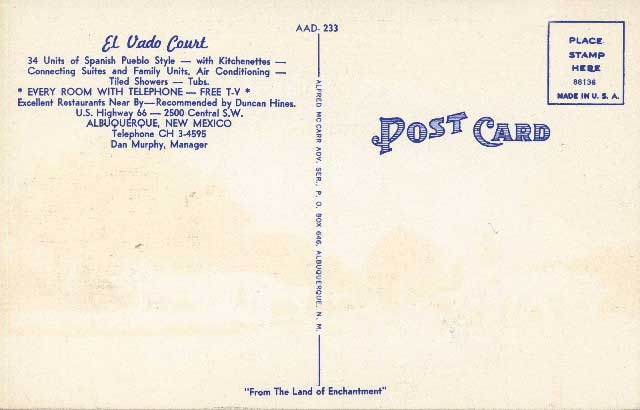 AAD- 233
El Vado Court
34 Units of Spanish Pueblo Style — with Kitchenettes —
Connecting Suites and Family Units, Air Conditioning —
Tiled Showers — Tubs.
* EVERY ROOM WITH TELEPHONE — FREE T-V *
Excellent Restaurants Near By—Recommended by Duncan Hines.
U.S. Highway 66 — 2500 Central S.W.
ALBUQUERQUE, NEW MEXICO
Telephone CH 3-4595
Dan Murphy, Manager
ALFRED MCCARR ADV. SER., P. O. BOX 646, ALBUQUERQUE, N. M.
POST CARD
PLACE
STAMP
HERE
88136
MADE IN U. S. A.
"From The Land of Enchantment"